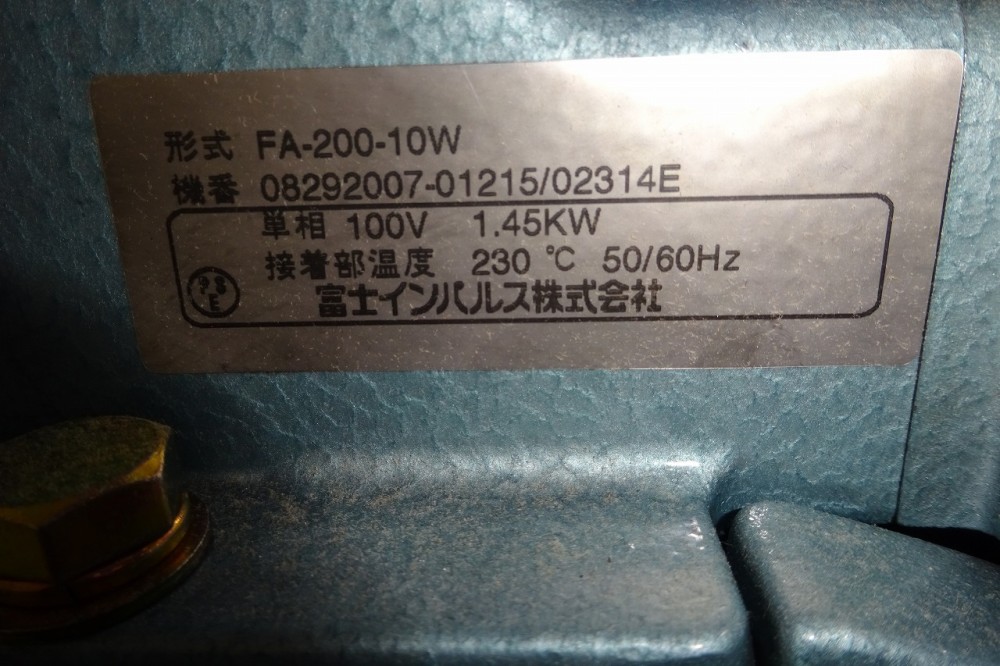 形式 FA-200-10W
機番 08292007-01215/02314E
単相 100V 1.45KW
接着部温度 230 ℃ 50/60Hz
98
E
富士インパルス株式会社